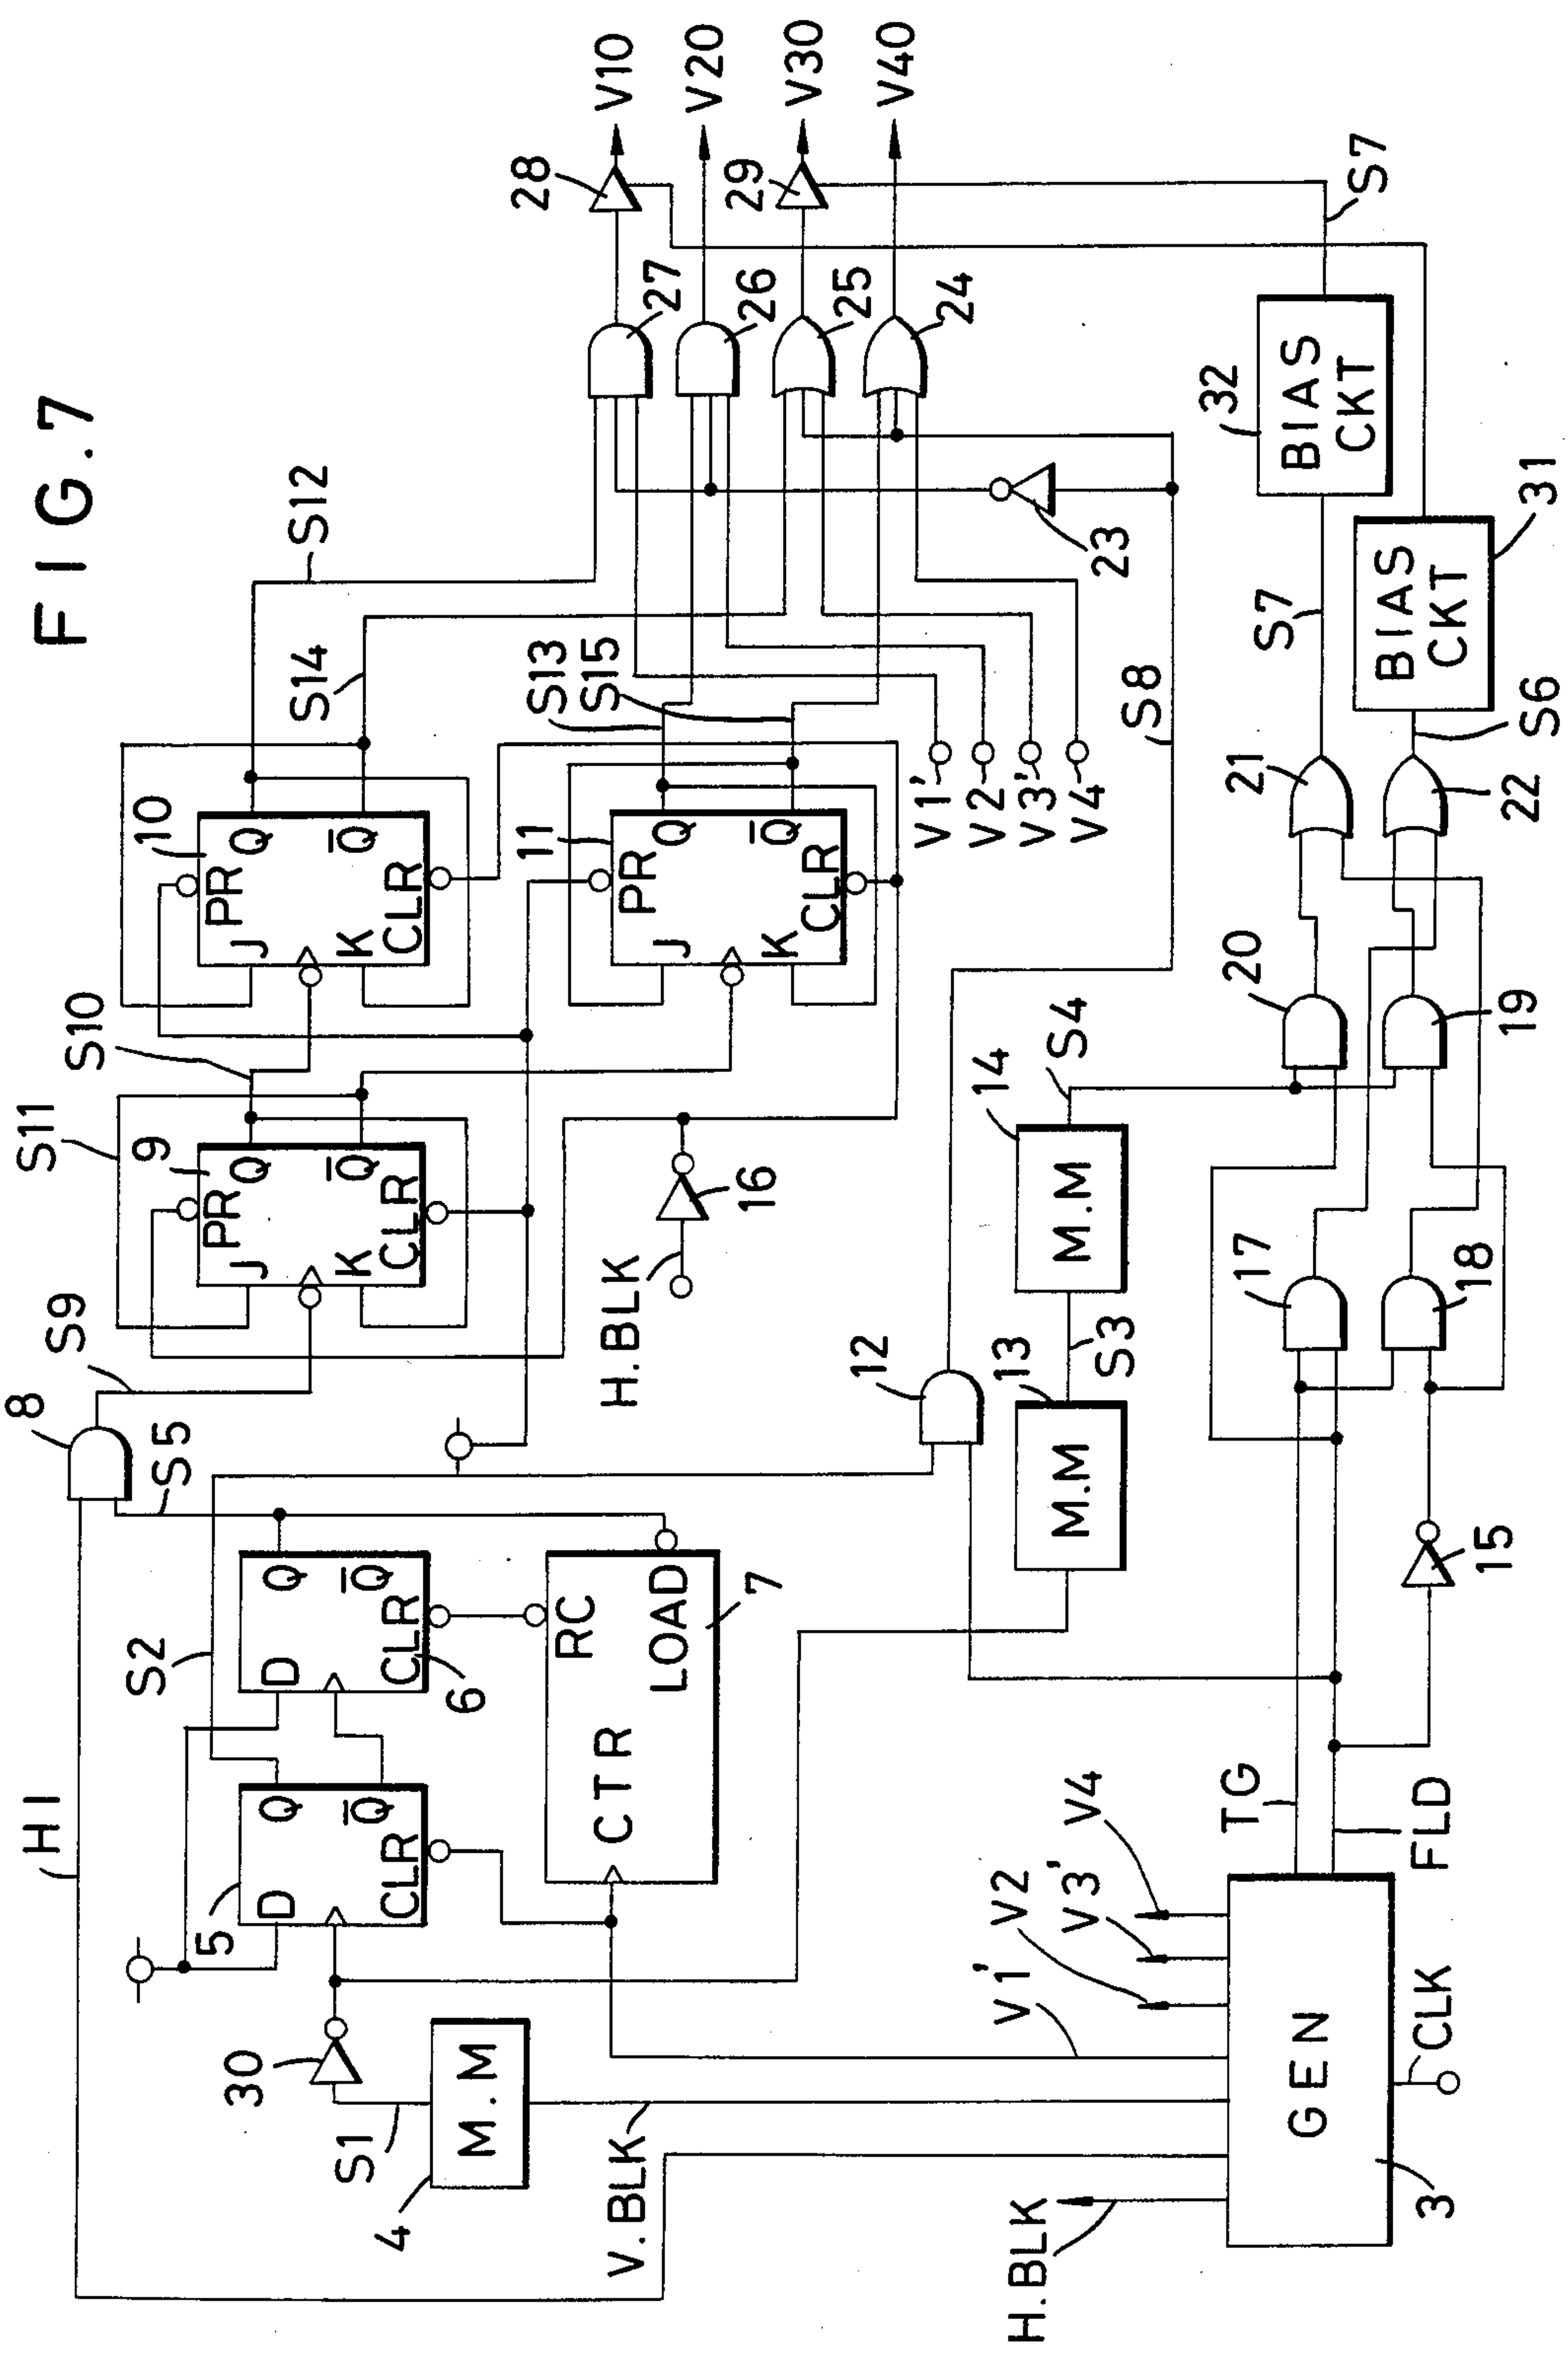 FIG.7
HI
8
S9
S11
S10
S12
S5
9
PR
J
Q
K
Q̅
CLR
10
PR
J
Q
K
Q̅
CLR
S14
28
V10
27
V20
26
29
V30
25
V40
24
S2
D
Q
Q̅
CLR
5
D
Q
Q̅
CLR
6
11
PR
J
Q
K
Q̅
CLR
S13
S15
30
S1
M.M
4
CTR
RC
LOAD
7
H.BLK
16
V.BLK
V1'
V2
V3'
V4
23
S8
12
M.M
13
S3
M.M
14
S4
V1'
V2
V3'
V4
H.BLK
GEN
3
CLK
TG
FLD
15
17
18
20
19
21
22
S7
S6
BIAS
CKT
32
BIAS
CKT
31
S7